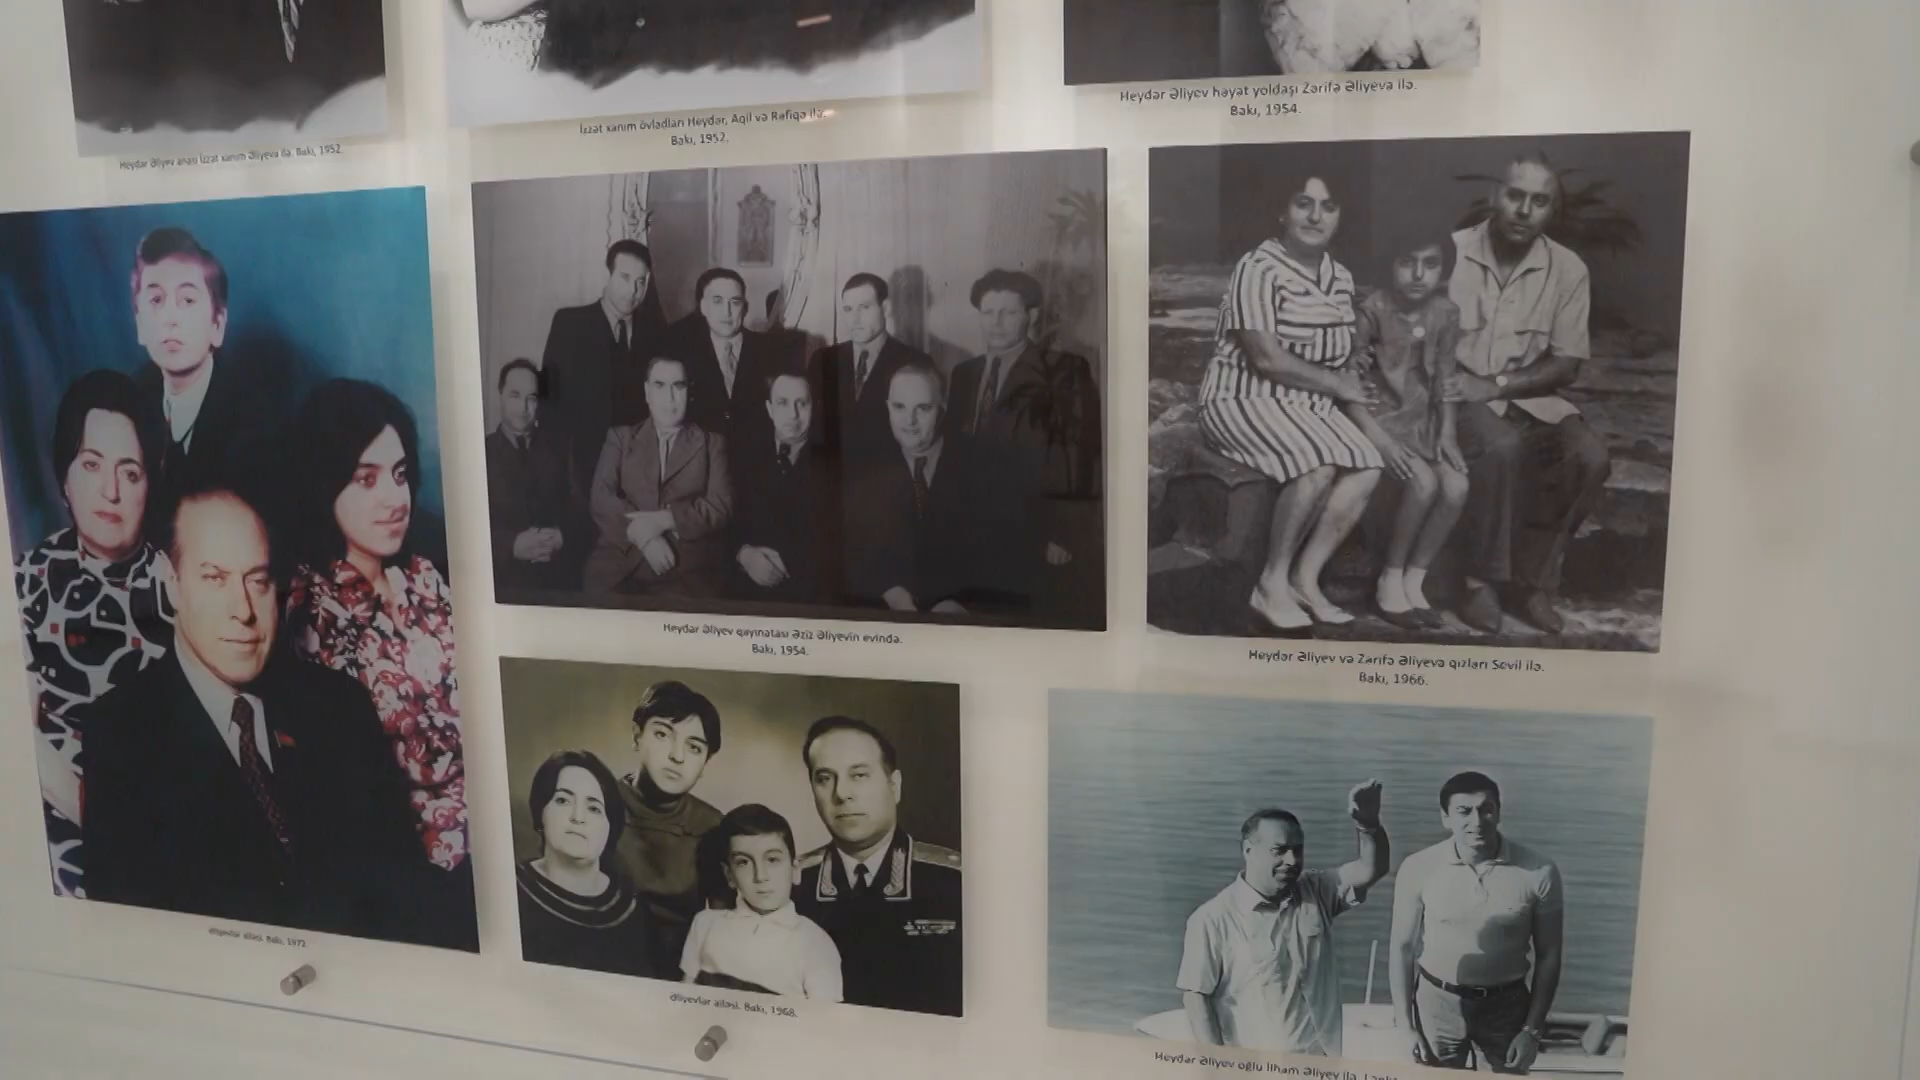 Heydər Əliyev anası İzzət xanım Əliyeva ilə. Bakı, 1952.
İzzət xanım övladları Heydər, Aqil və Rəfiqə ilə.
Bakı, 1952.
Heydər Əliyev həyat yoldaşı Zərifə Əliyeva ilə.
Bakı, 1954.
Heydər Əliyev qayınatası Əziz Əliyevin evində.
Bakı, 1954.
Heydər Əliyev və Zərifə Əliyeva qızları Sevil ilə.
Bakı, 1966.
Əliyevlər ailəsi. Bakı, 1972.
Əliyevlər ailəsi. Bakı, 1968.
Heydər Əliyev oğlu İlham Əliyev ilə.